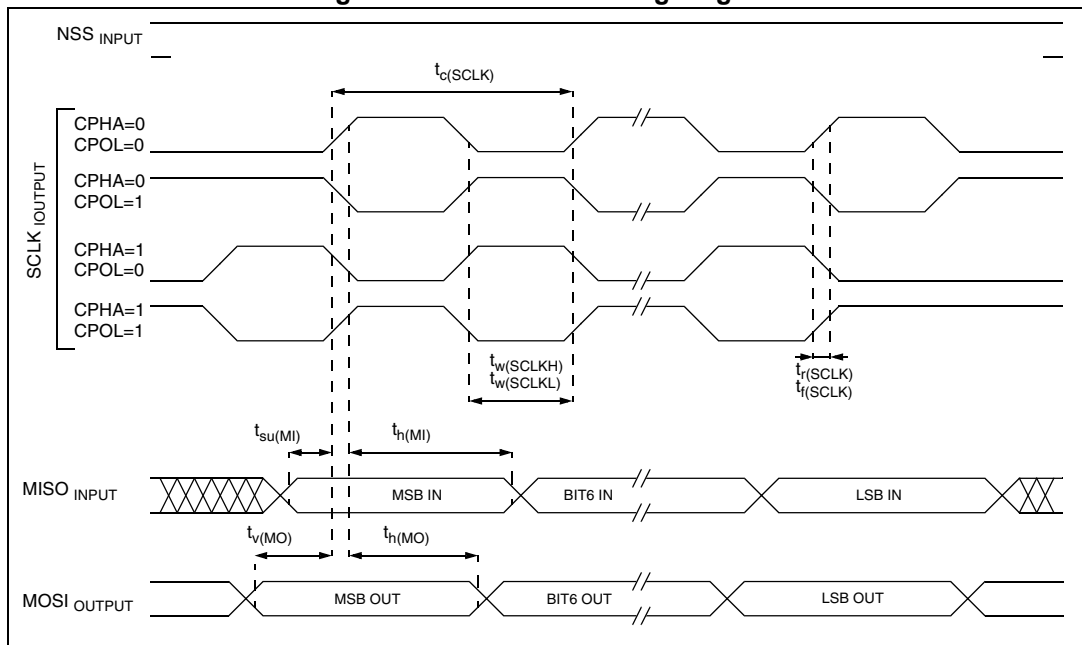 NSS INPUT
tc(SCLK)
SCLK IOUTPUT
CPHA=0
CPOL=0
CPHA=0
CPOL=1
CPHA=1
CPOL=0
CPHA=1
CPOL=1
tw(SCLKH)
tw(SCLKL)
tr(SCLK)
tf(SCLK)
tsu(MI)
th(MI)
MISO INPUT
MSB IN
BIT6 IN
LSB IN
tv(MO)
th(MO)
MOSI OUTPUT
MSB OUT
BIT6 OUT
LSB OUT